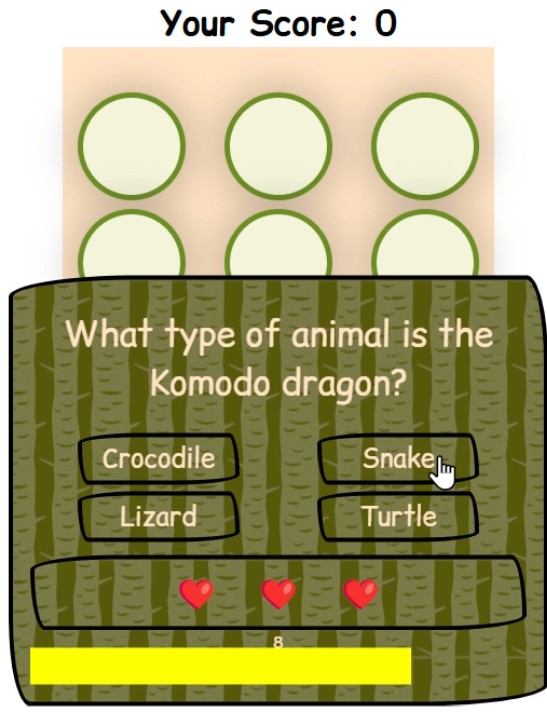 Your Score: 0
What type of animal is the
Komodo dragon?
Crocodile
Snake
Lizard
Turtle
8